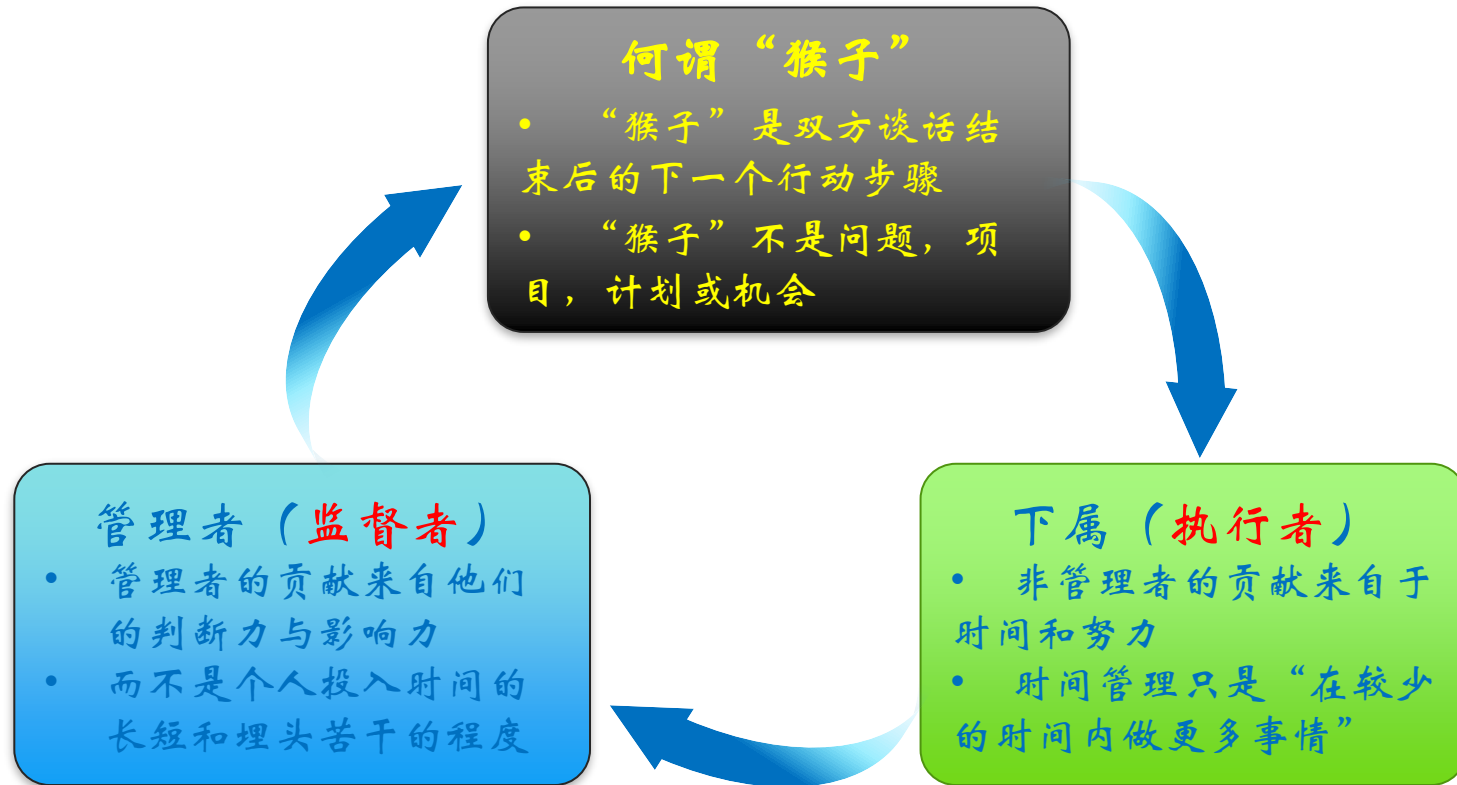 何谓“猴子”
• “猴子”是双方谈话结
束后的下一个行动步骤
• “猴子”不是问题，项
目，计划或机会
管理者（监督者）
• 管理者的贡献来自他们
的判断力与影响力
• 而不是个人投入时间的
长短和埋头苦干的程度
下属（执行者）
• 非管理者的贡献来自于
时间和努力
• 时间管理只是“在较少
的时间内做更多事情”